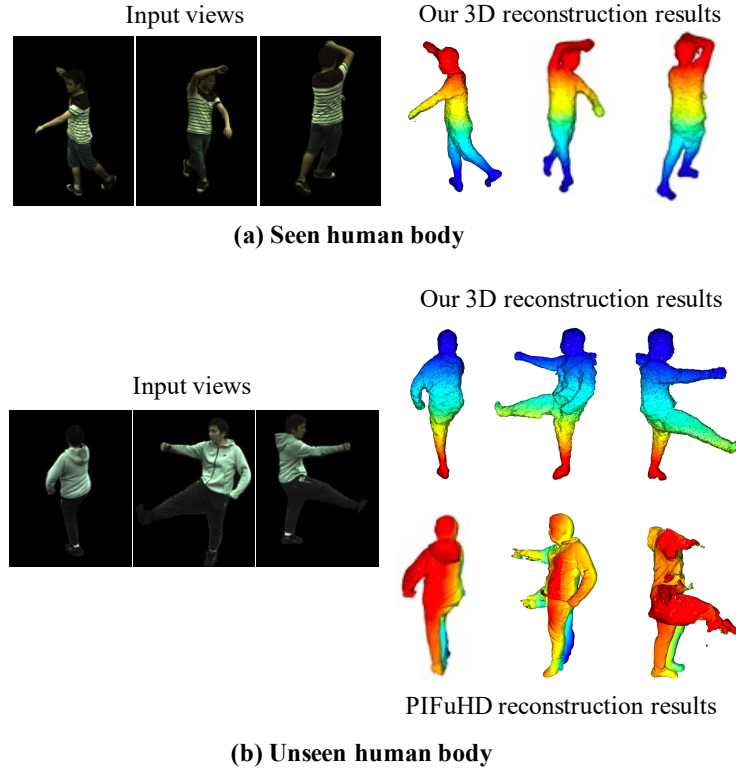 Input views
Our 3D reconstruction results
(a) Seen human body
Our 3D reconstruction results
Input views
PIFuHD reconstruction results
(b) Unseen human body